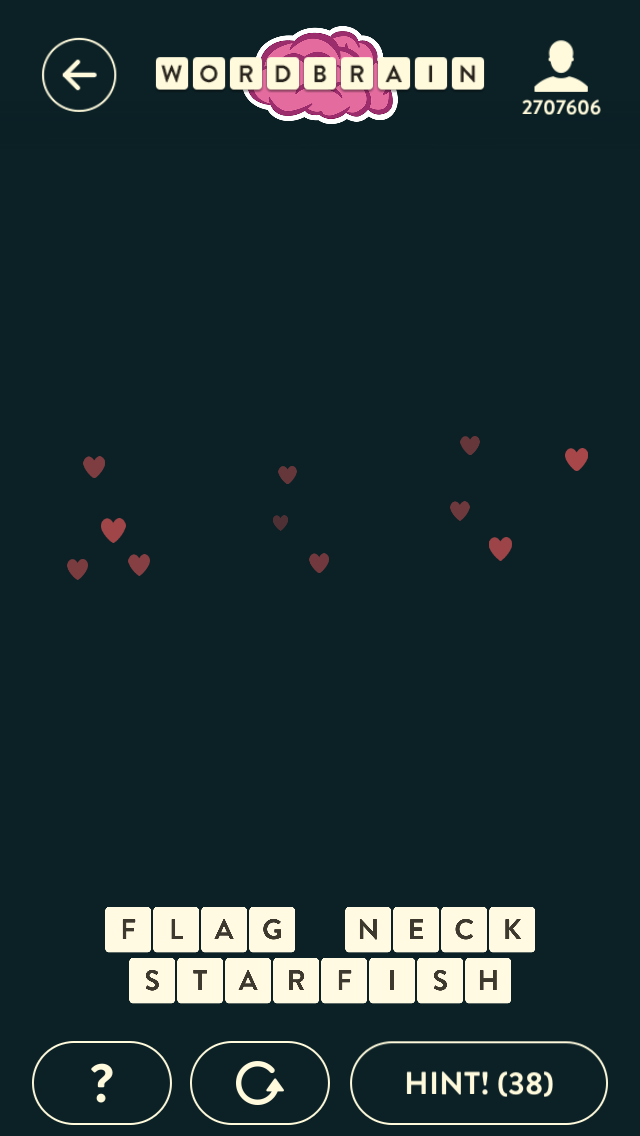 WORDBRAIN
2707606
FLAG NECK
STARFISH
? HINT! (38)